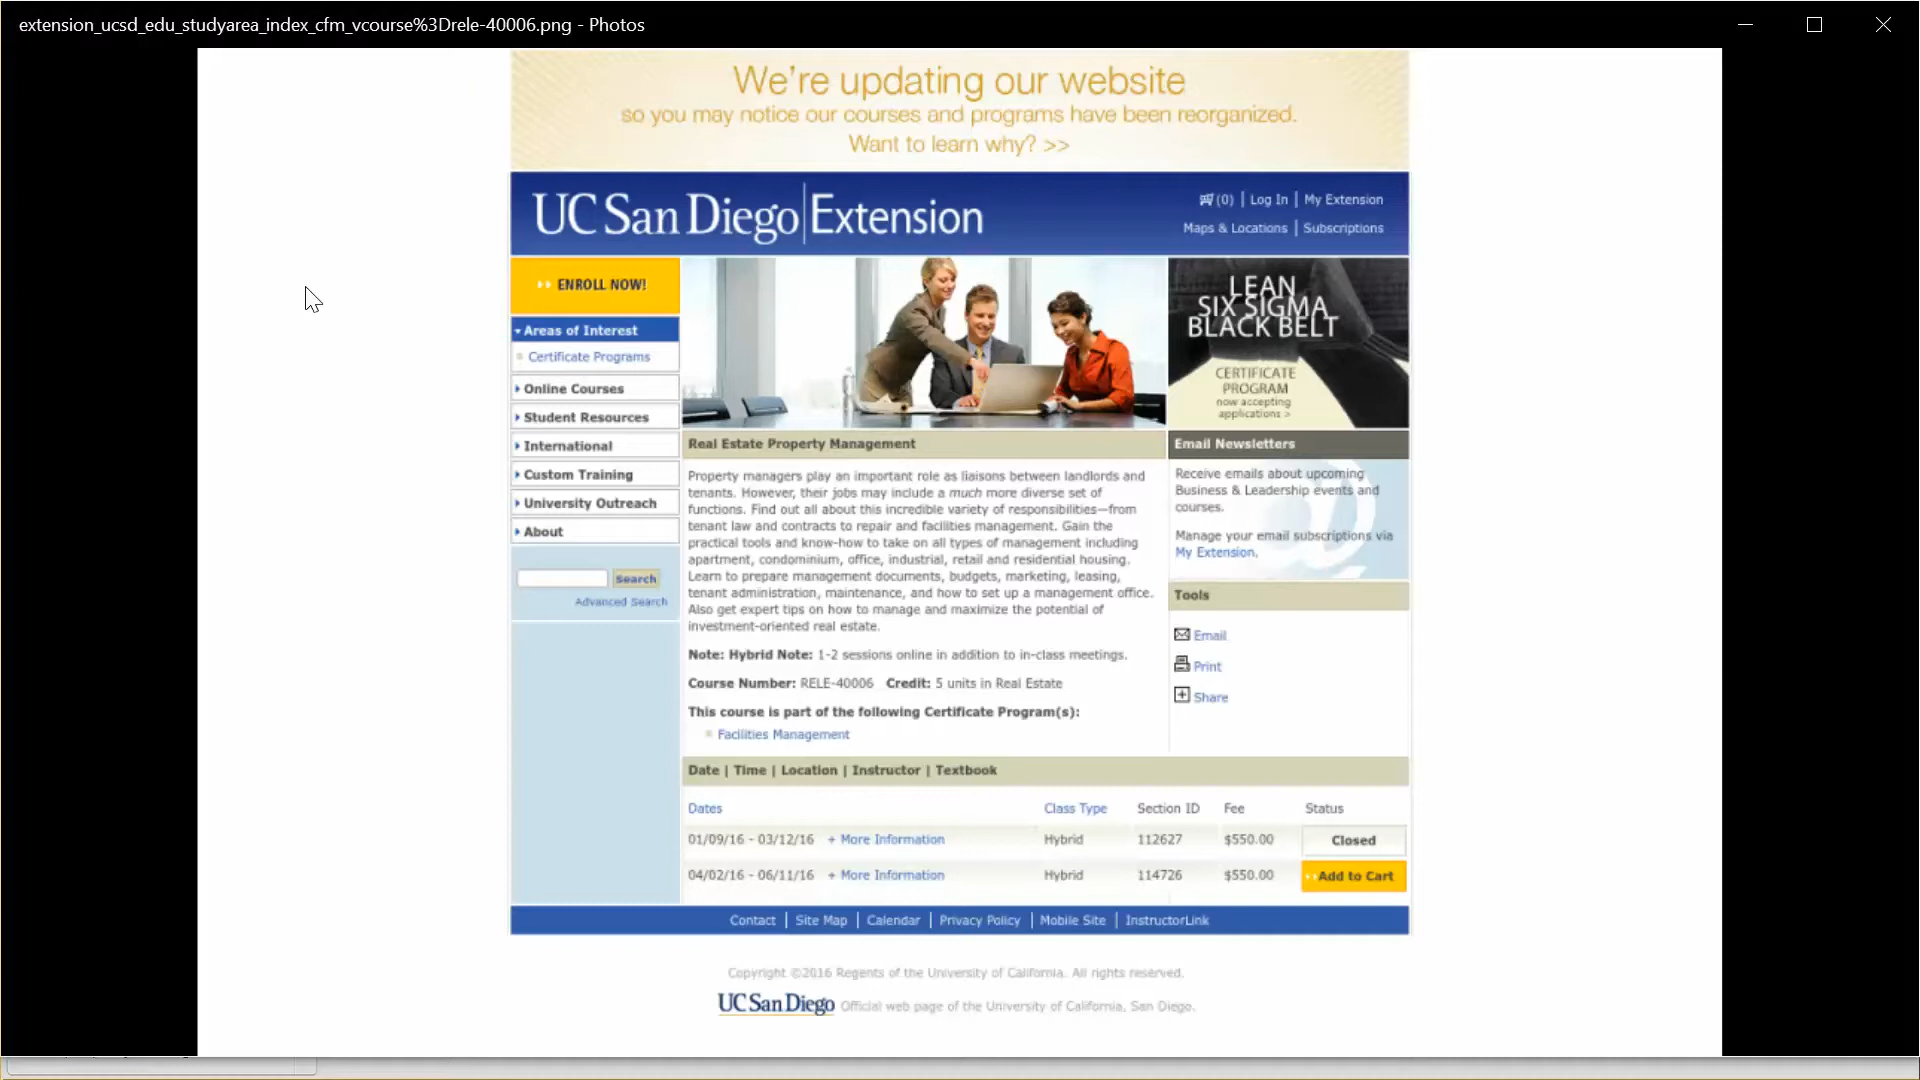 extension_ucsd_edu_studyarea_index_cfm_vcourse%3Drele-40006.png - Photos
We're updating our website
so you may notice our courses and programs have been reorganized.
Want to learn why? >>
UC San Diego | Extension
(0) | Log In | My Extension
Maps & Locations | Subscriptions
ENROLL NOW!
Areas of Interest
Certificate Programs
Online Courses
Student Resources
International
Custom Training
University Outreach
About
Search
Advanced Search
LEAN
SIX SIGMA
BLACK BELT
CERTIFICATE
PROGRAM
now accepting
applications >
Real Estate Property Management
Property managers play an important role as liaisons between landlords and
tenants. However, their jobs may include a much more diverse set of
functions. Find out all about this incredible variety of responsibilities—from
tenant law and contracts to repair and facilities management. Gain the
practical tools and know-how to take on all types of management including
apartment, condominium, office, industrial, retail and residential housing.
Learn to prepare management documents, budgets, marketing, leasing,
tenant administration, maintenance, and how to set up a management office.
Also get expert tips on how to manage and maximize the potential of
investment-oriented real estate.
Note: Hybrid Note: 1-2 sessions online in addition to in-class meetings.
Course Number: RELE-40006 Credit: 5 units in Real Estate
This course is part of the following Certificate Program(s):
Facilities Management
Email Newsletters
Receive emails about upcoming
Business & Leadership events and
courses.
Manage your email subscriptions via
My Extension.
Tools
Email
Print
Share
Date | Time | Location | Instructor | Textbook
Dates Class Type Section ID Fee Status
01/09/16 - 03/12/16 + More Information Hybrid 112627 $550.00 Closed
04/02/16 - 06/11/16 + More Information Hybrid 114726 $550.00 Add to Cart
Contact | Site Map | Calendar | Privacy Policy | Mobile Site | InstructorLink
Copyright ©2016 Regents of the University of California. All rights reserved.
UC San Diego Official web page of the University of California, San Diego.